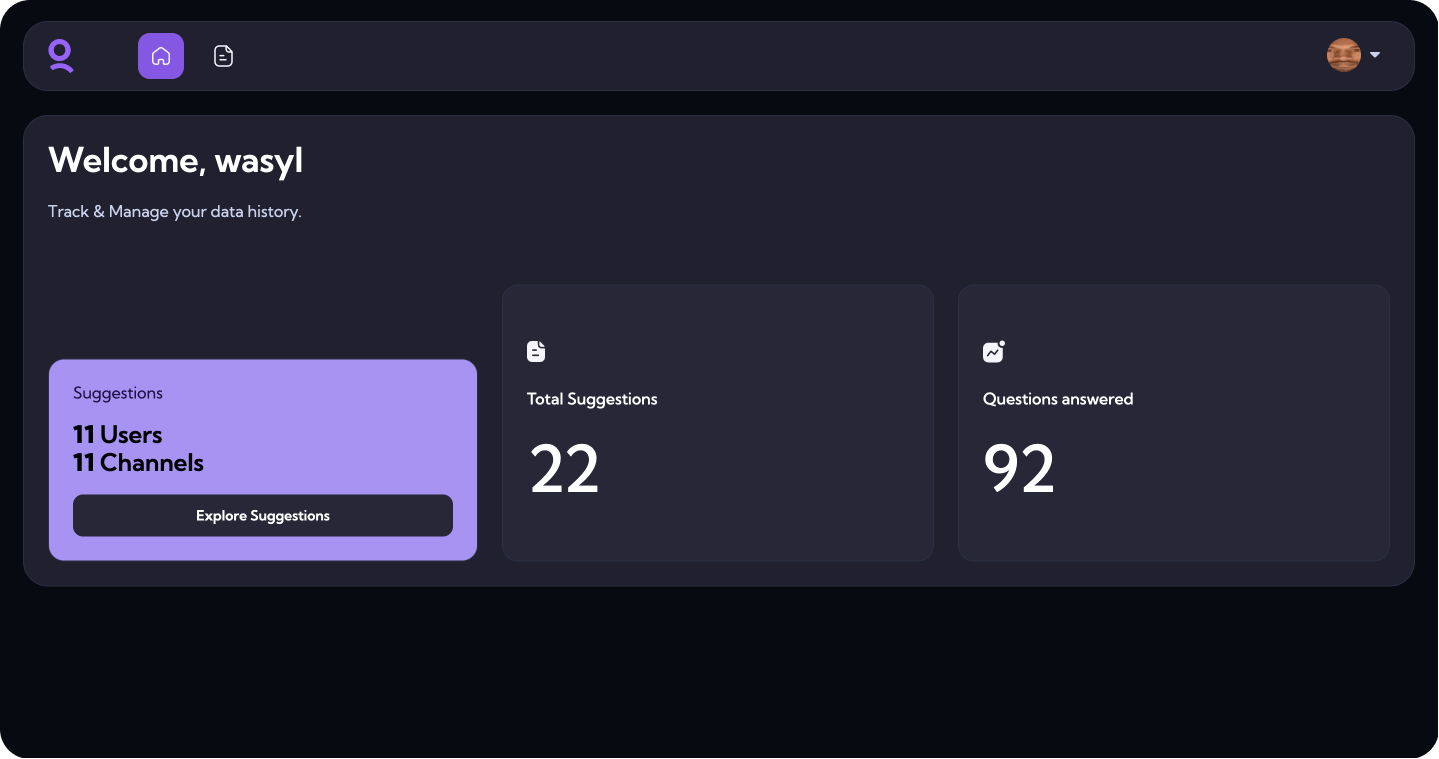 Welcome, wasyl
Track & Manage your data history.
Suggestions
11 Users
11 Channels
Explore Suggestions
Total Suggestions
22
Questions answered
92